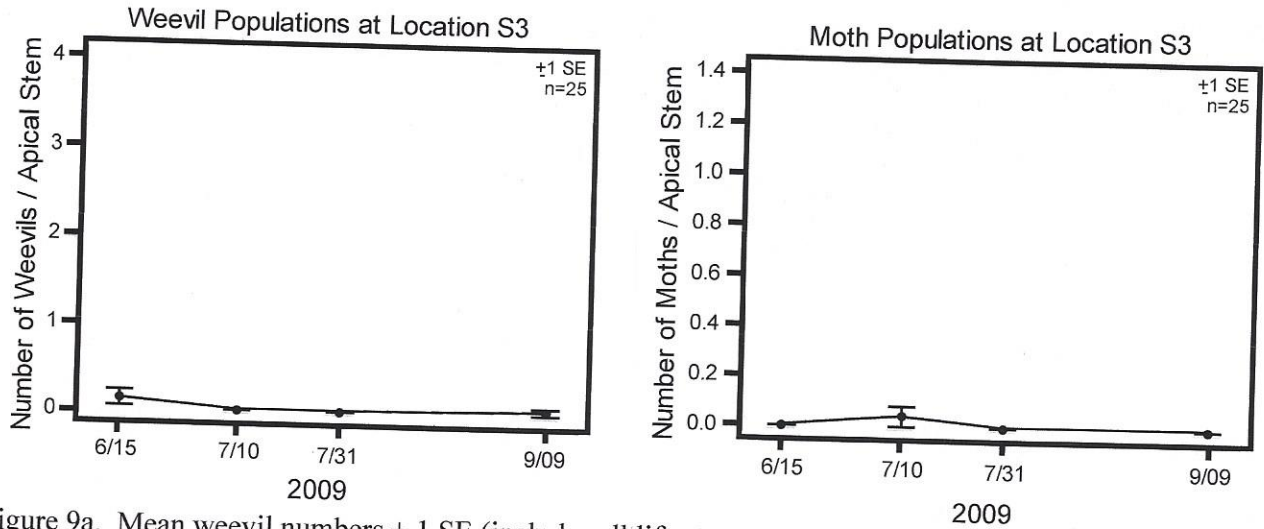 Weevil Populations at Location S3
±1 SE
n=25
Number of Weevils / Apical Stem
4
3
2
1
0
6/15
7/10
7/31
9/09
2009
Moth Populations at Location S3
±1 SE
n=25
Number of Moths / Apical Stem
1.4
1.2
1.0
0.8
0.6
0.4
0.2
0.0
6/15
7/10
7/31
9/09
2009
Figure 9a. Mean weevil numbers ± 1 SE